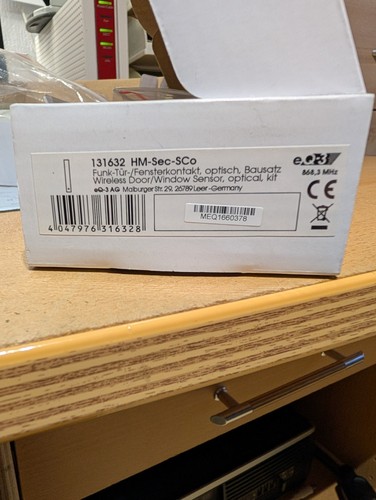 131632 HM-Sec-SCo
Funk-Tür-/Fensterkontakt, optisch, Bausatz
Wireless Door/Window Sensor, optical, kit
eQ-3 AG Maiburger Str. 29, 26789 Leer -Germany
eQ-3
868,3 MHz
CE
MEQ1660378
4 047976 316328